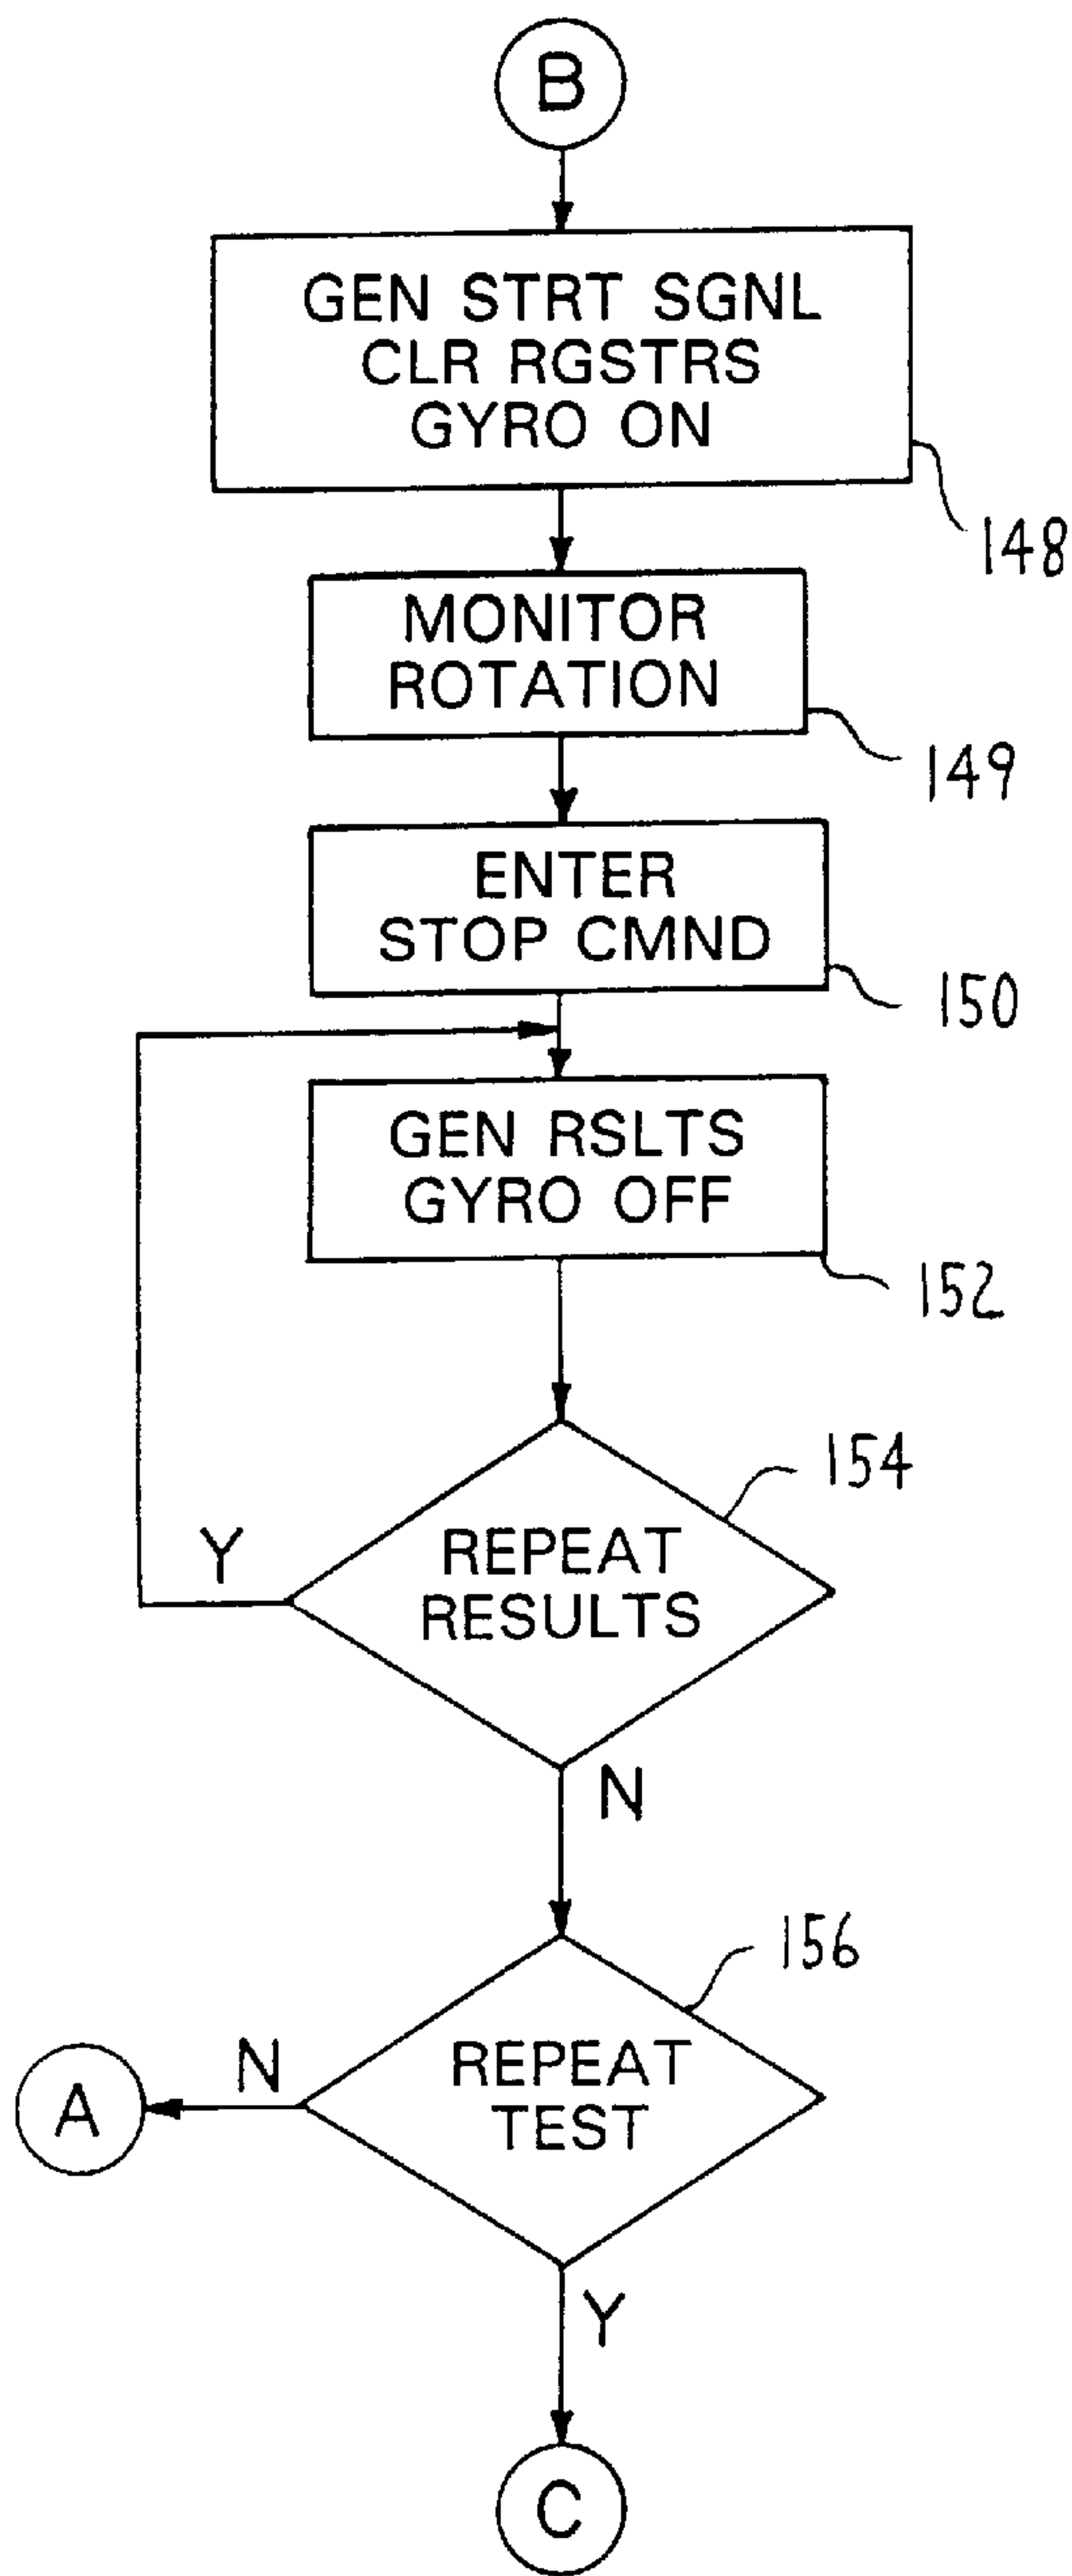 B
GEN STRT SGNL
CLR RGSTRS
GYRO ON
148
MONITOR
ROTATION
149
ENTER
STOP CMND
150
GEN RSLTS
GYRO OFF
152
154
REPEAT
RESULTS
Y
N
156
REPEAT
TEST
N
A
Y
C